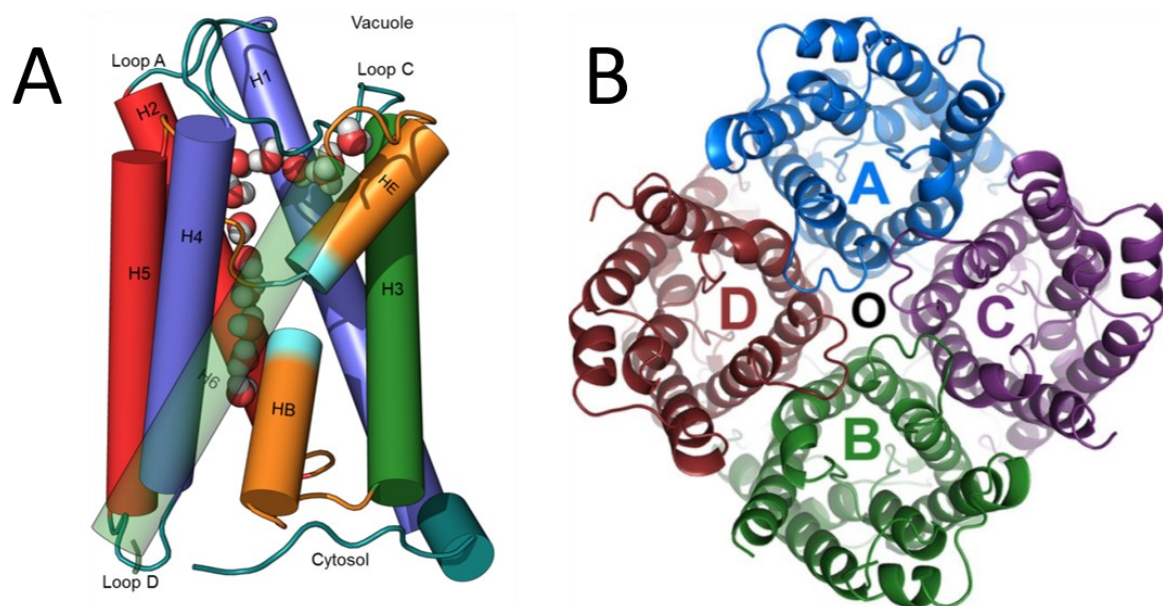 A
Vacuole
Loop A
Loop C
H1
H2
HE
H4
H5
H3
H6
HB
Cytosol
Loop D
B
A
D
O
C
B